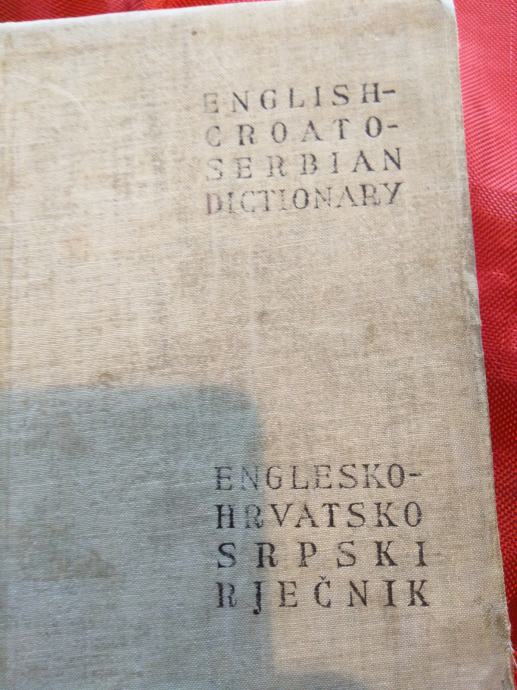 ENGLISH-
CROATO-
SERBIAN
DICTIONARY
ENGLESKO-
HRVATSKO
SRPSKI
RJEČNIK